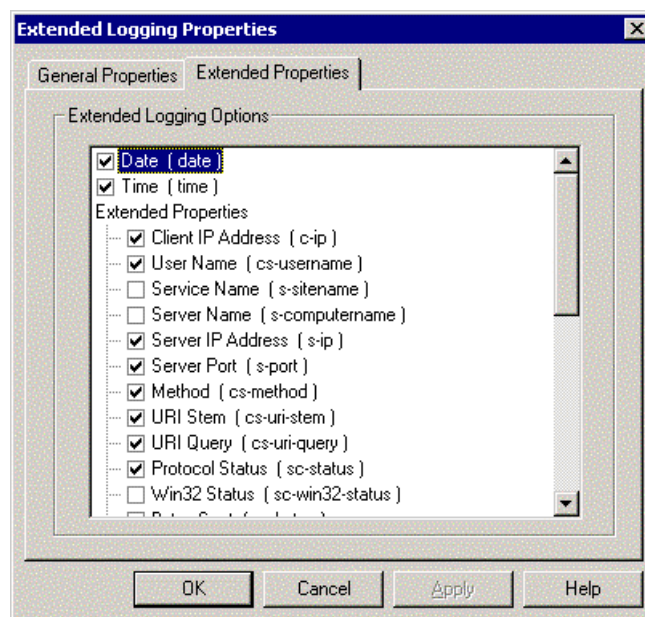 Extended Logging Properties
General Properties
Extended Properties
Extended Logging Options
Date ( date )
Time ( time )
Extended Properties
Client IP Address ( c-ip )
User Name ( cs-username )
Service Name ( s-sitename )
Server Name ( s-computername )
Server IP Address ( s-ip )
Server Port ( s-port )
Method ( cs-method )
URI Stem ( cs-uri-stem )
URI Query ( cs-uri-query )
Protocol Status ( sc-status )
Win32 Status ( sc-win32-status )
OK
Cancel
Apply
Help